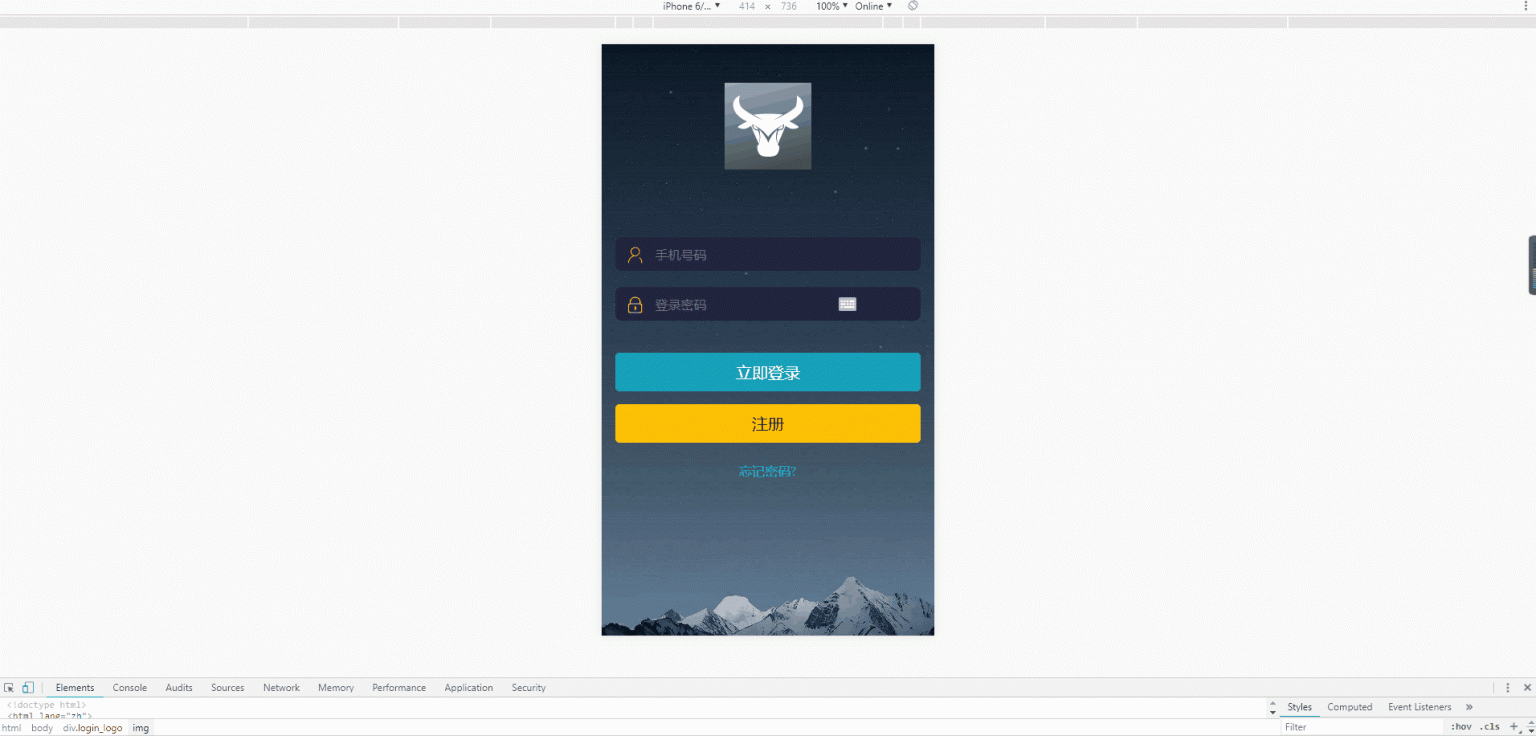 iPhone 6/... ▼ 414 × 736 100% ▼ Online ▼
手机号码
登录密码
立即登录
注册
忘记密码?
Elements Console Audits Sources Network Memory Performance Application Security
<!doctype html>
<html lang="zh">
html body div.login_logo img
Styles Computed Event Listeners »
Filter :hov .cls +